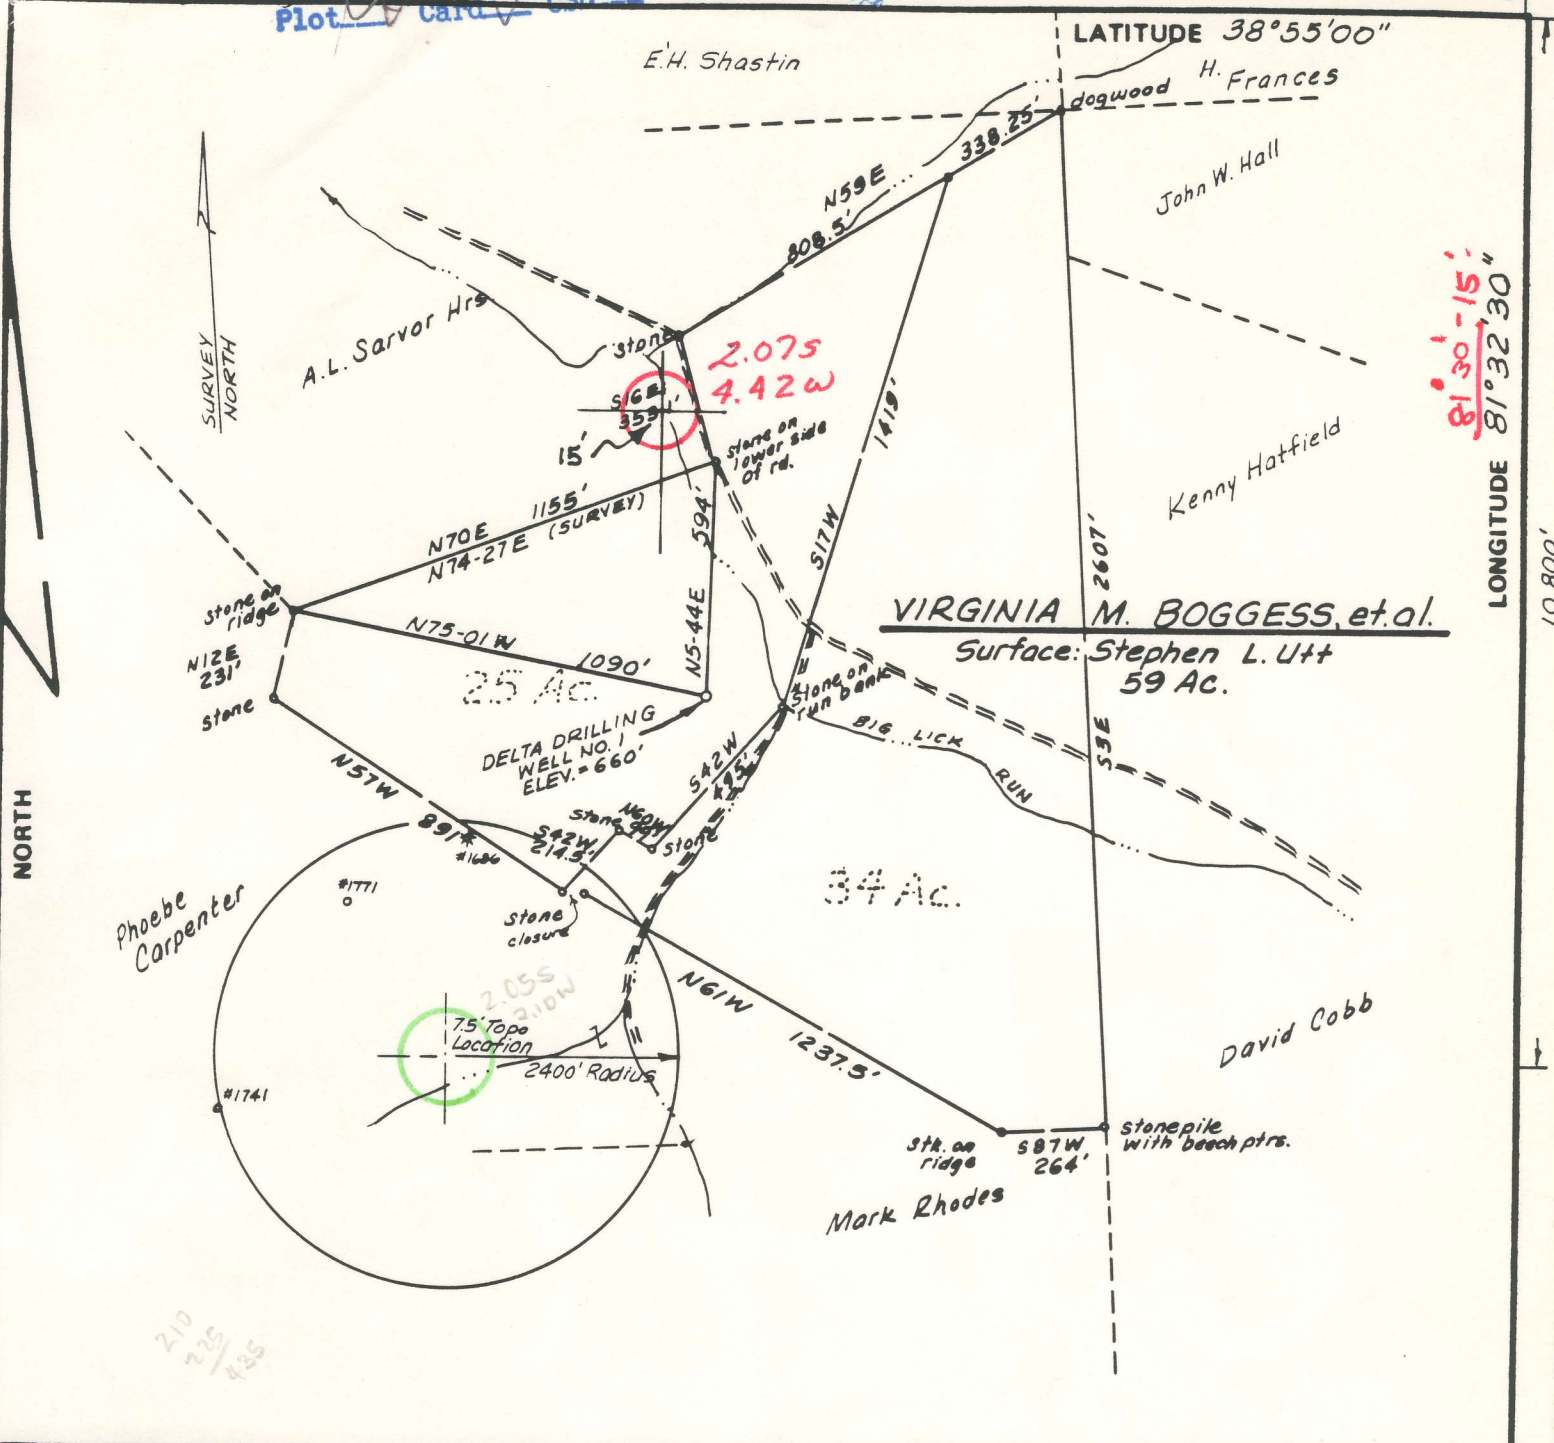 Plot Card
LATITUDE 38°55'00"
E.H. Shastin
H. Frances
dogwood
338.25'
N59E
808.5'
John W. Hall
SURVEY
NORTH
A.L. Sarvor Hrs
stone
2.07s
4.42w
S16E
15'
stone on
lower side
of rd.
1419'
S17W
81° 30' - 15'
LONGITUDE 81°32'30"
10,800'
Kenny Hatfield
N70E 1155'
N74-27E (SURVEY)
594'
N5-44E
2607'
S3E
stone on
ridge
N12E
231'
stone
N75-01W
1090'
25 Ac.
VIRGINIA M. BOGGESS, et.al.
Surface: Stephen L. Utt
59 Ac.
stone on
run bank
BIG LICK RUN
DELTA DRILLING
WELL NO. 1
ELEV. = 660'
N57W
891'
S42W
495'
stone
N60W
stone
S42W
214.5'
#1686
#1771
NORTH
Phoebe
Carpenter
34 Ac.
stone
closure
N61W
1237.5'
2.05s
2.10w
7.5' Topo
Location
2400' Radius
#1741
David Cobb
Stk. on
ridge
S87W
264'
stonepile
with beech ptrs.
Mark Rhodes
210
225
435